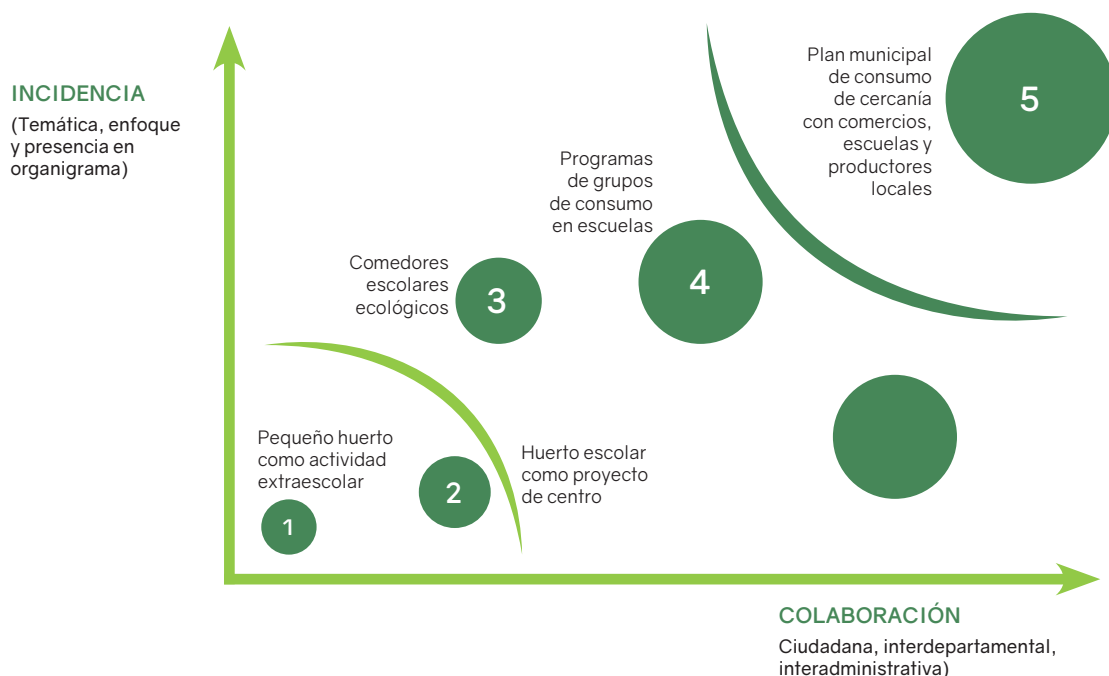 INCIDENCIA
(Temática, enfoque
y presencia en
organigrama)
Plan municipal
de consumo
de cercanía
con comercios,
escuelas y
productores
locales
5
Programas
de grupos
de consumo
en escuelas
4
Comedores
escolares
ecológicos
3
Pequeño huerto
como actividad
extraescolar
1
2
Huerto escolar
como proyecto
de centro
COLABORACIÓN
Ciudadana, interdepartamental,
interadministrativa)